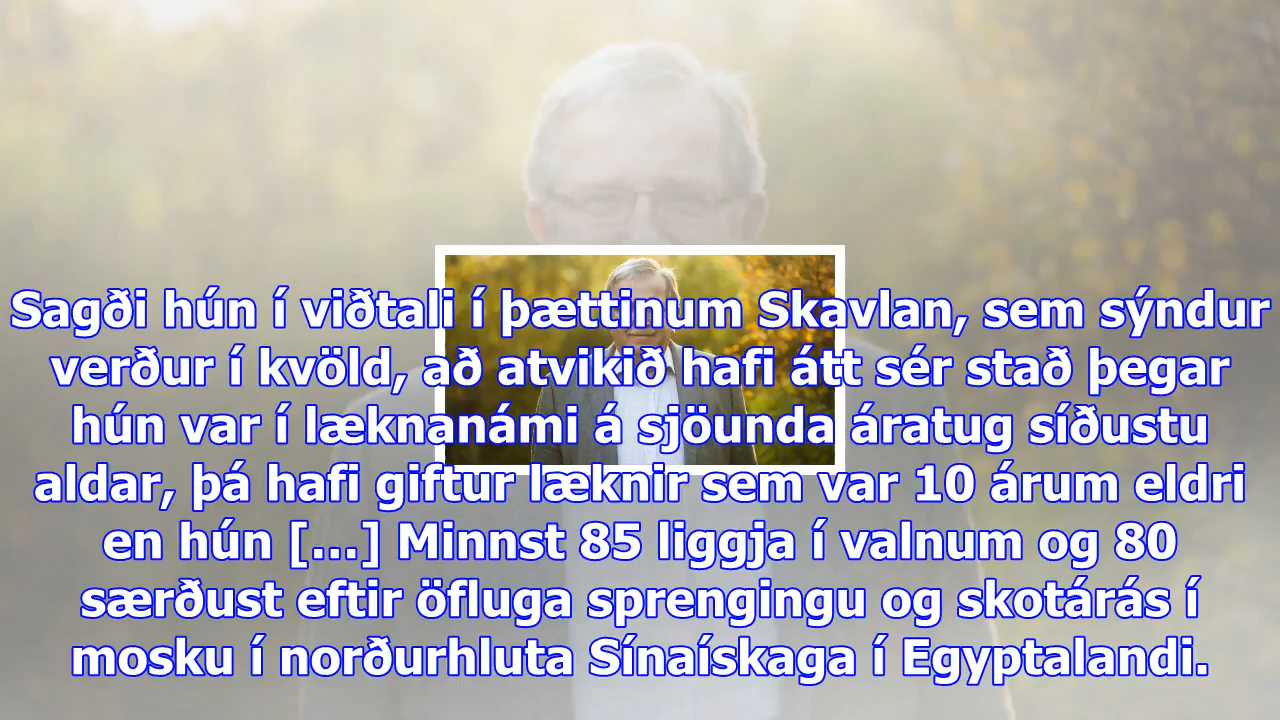 Sagði hún í viðtali í þættinum Skavlan, sem sýndur
verður í kvöld, að atvikið hafi átt sér stað þegar
hún var í læknanámi á sjöunda áratug síðustu
aldar, þá hafi giftur læknir sem var 10 árum eldri
en hún [...] Minnst 85 liggja í valnum og 80
særðust eftir öfluga sprengingu og skotárás í
mosku í norðurhluta Sínaískaga í Egyptalandi.